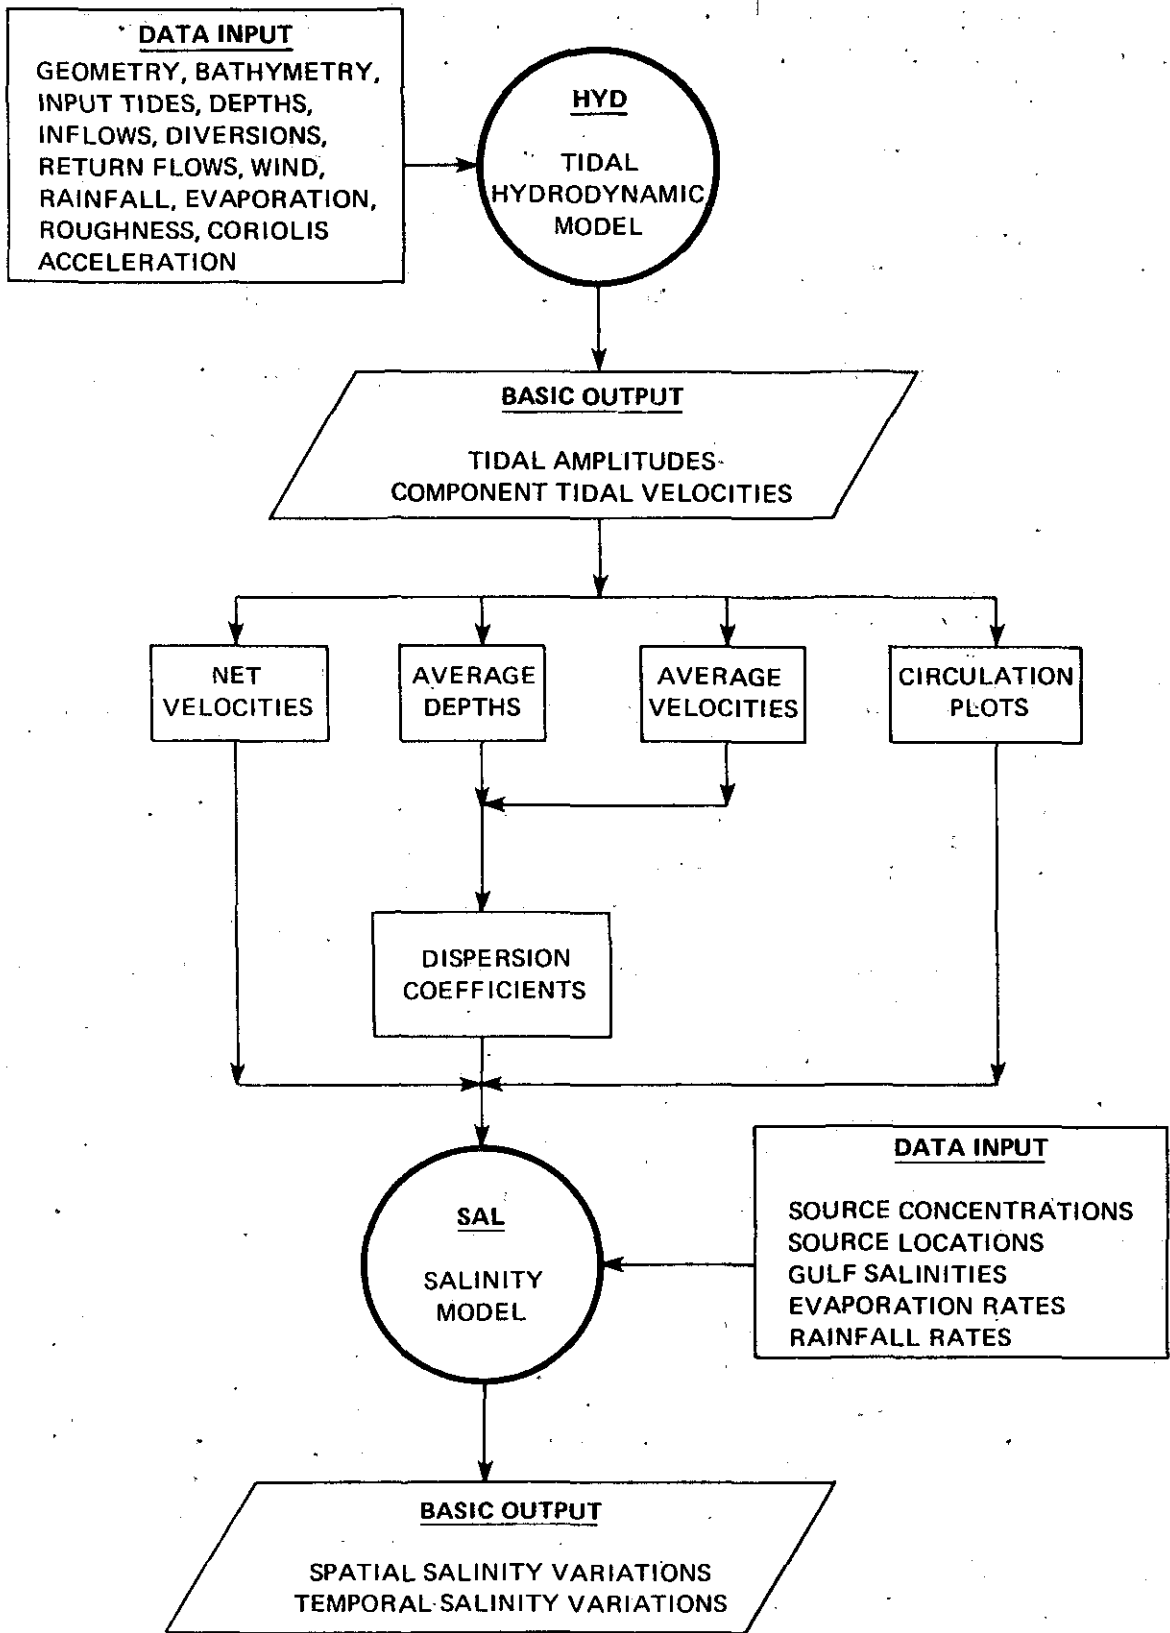 DATA INPUT
GEOMETRY, BATHYMETRY,
INPUT TIDES, DEPTHS,
INFLOWS, DIVERSIONS,
RETURN FLOWS, WIND,
RAINFALL, EVAPORATION,
ROUGHNESS, CORIOLIS
ACCELERATION
HYD
TIDAL
HYDRODYNAMIC
MODEL
BASIC OUTPUT
TIDAL AMPLITUDES
COMPONENT TIDAL VELOCITIES
NET
VELOCITIES
AVERAGE
DEPTHS
AVERAGE
VELOCITIES
CIRCULATION
PLOTS
DISPERSION
COEFFICIENTS
SAL
SALINITY
MODEL
DATA INPUT
SOURCE CONCENTRATIONS
SOURCE LOCATIONS
GULF SALINITIES
EVAPORATION RATES
RAINFALL RATES
BASIC OUTPUT
SPATIAL SALINITY VARIATIONS
TEMPORAL SALINITY VARIATIONS